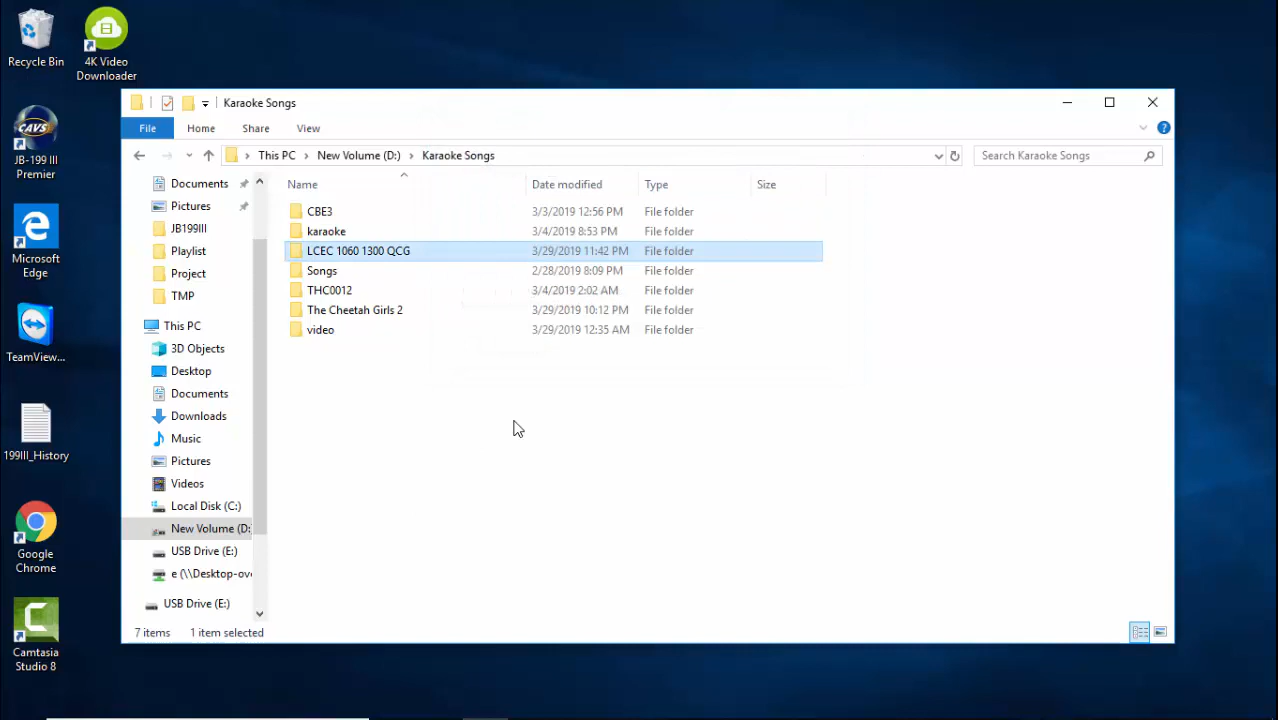 Recycle Bin
4K Video
Downloader
CAVS
JB-199 III
Premier
Microsoft
Edge
TeamView...
199III_History
Google
Chrome
Camtasia
Studio 8
Karaoke Songs
File Home Share View
This PC > New Volume (D:) > Karaoke Songs
Search Karaoke Songs
Documents
Pictures
JB199III
Playlist
Project
TMP
This PC
3D Objects
Desktop
Documents
Downloads
Music
Pictures
Videos
Local Disk (C:)
New Volume (D:
USB Drive (E:)
e (\\Desktop-ov
USB Drive (E:)
Name Date modified Type Size
CBE3 3/3/2019 12:56 PM File folder
karaoke 3/4/2019 8:53 PM File folder
LCEC 1060 1300 QCG 3/29/2019 11:42 PM File folder
Songs 2/28/2019 8:09 PM File folder
THC0012 3/4/2019 2:02 AM File folder
The Cheetah Girls 2 3/29/2019 10:12 PM File folder
video 3/29/2019 12:35 AM File folder
7 items 1 item selected